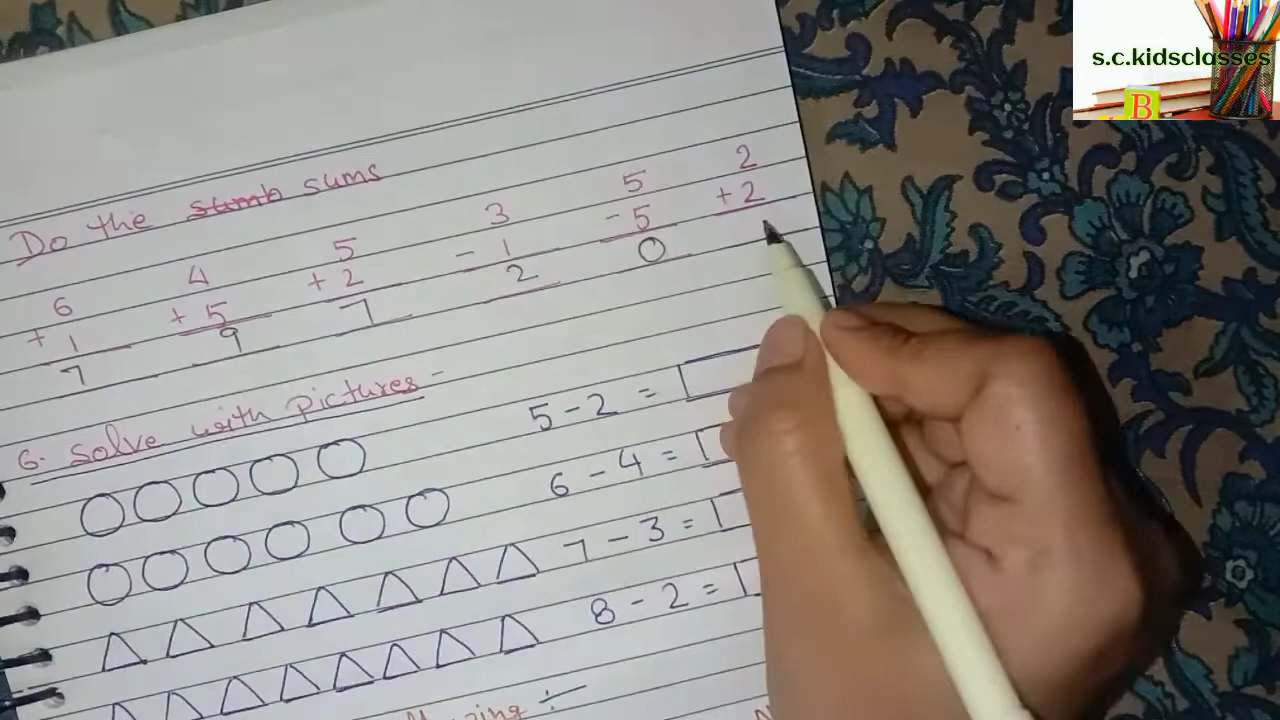 s.c.kidsclasses
B
Do the sums
6 + 1 7
4 + 5 9
5 + 2 7
3 - 1 2
5 - 5 0
2 + 2
6. solve with pictures -
5 - 2 =
6 - 4 =
7 - 3 =
8 - 2 =